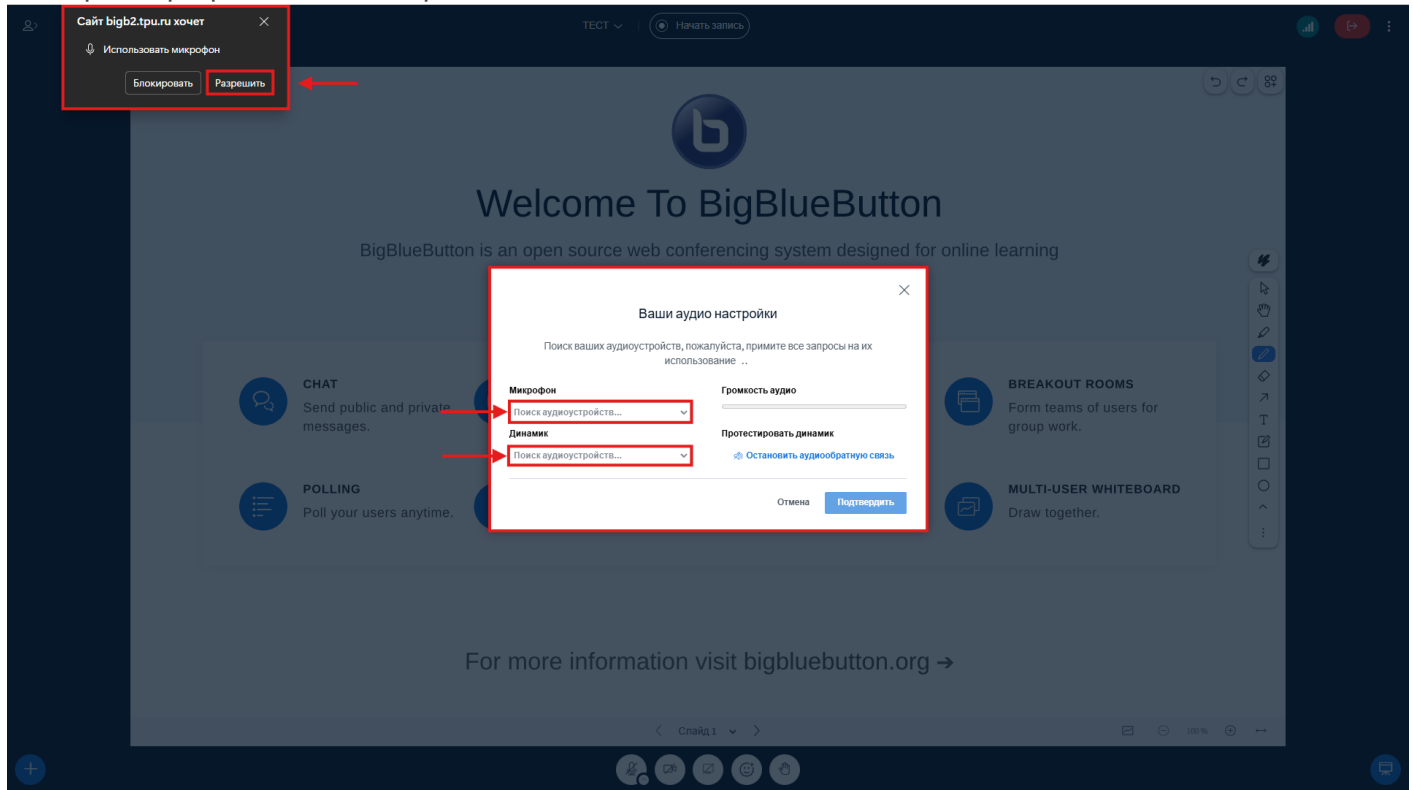 Сайт bigb2.tpu.ru хочет
Использовать микрофон
Блокировать
Разрешить
ТЕСТ
Начать запись
Welcome To BigBlueButton
BigBlueButton is an open source web conferencing system designed for online learning
Ваши аудио настройки
Поиск ваших аудиоустройств, пожалуйста, примите все запросы на их
использование ..
Микрофон
Поиск аудиоустройств...
Громкость аудио
Динамик
Поиск аудиоустройств...
Протестировать динамик
Остановить аудиообратную связь
Отмена
Подтвердить
CHAT
Send public and private
messages.
BREAKOUT ROOMS
Form teams of users for
group work.
POLLING
Poll your users anytime.
MULTI-USER WHITEBOARD
Draw together.
For more information visit bigbluebutton.org →
Слайд 1
100%